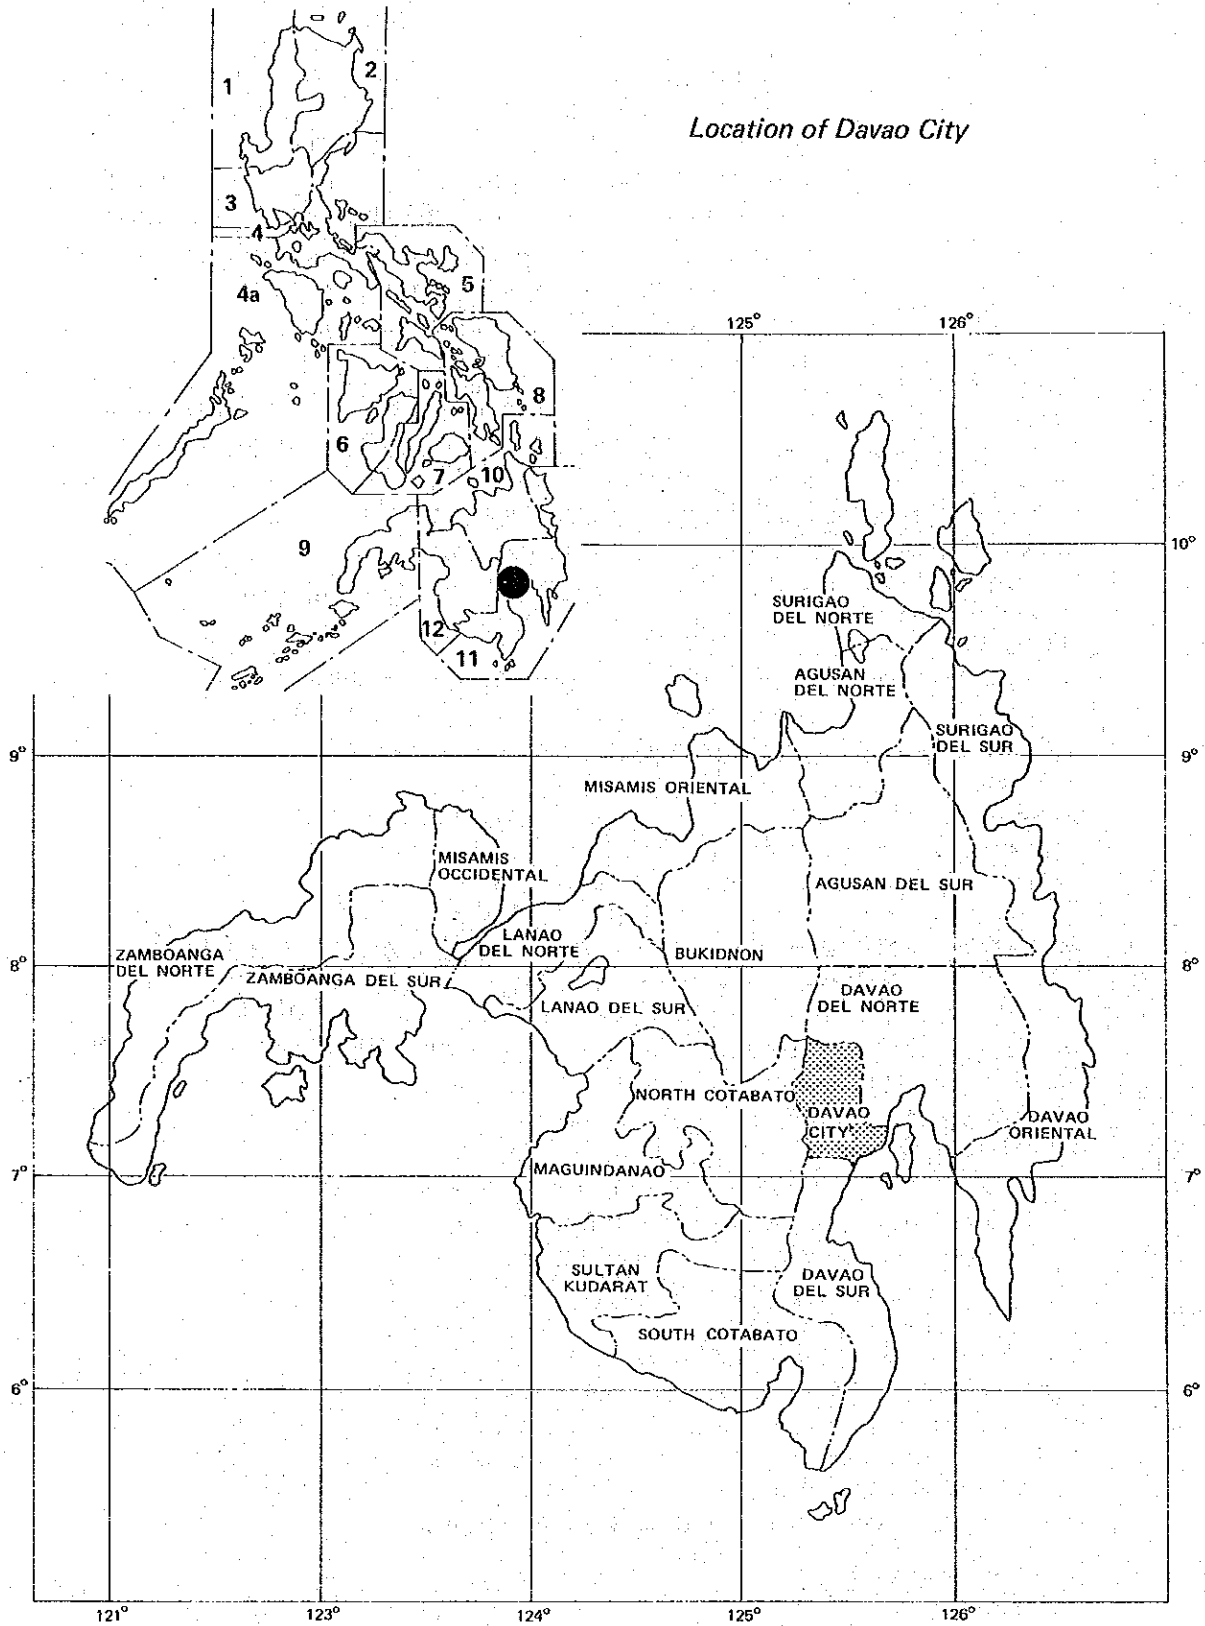 Location of Davao City
1
2
3
4
4a
5
6
7
8
9
10
11
12
125°
126°
10°
SURIGAO
DEL NORTE
AGUSAN
DEL NORTE
SURIGAO
DEL SUR
9°
9°
MISAMIS ORIENTAL
MISAMIS
OCCIDENTAL
AGUSAN DEL SUR
LANAO
DEL NORTE
BUKIDNON
ZAMBOANGA
DEL NORTE
8°
8°
ZAMBOANGA DEL SUR
LANAO DEL SUR
DAVAO
DEL NORTE
NORTH COTABATO
DAVAO
CITY
DAVAO
ORIENTAL
MAGUINDANAO
7°
7°
SULTAN
KUDARAT
DAVAO
DEL SUR
SOUTH COTABATO
6°
6°
121°
123°
124°
125°
126°